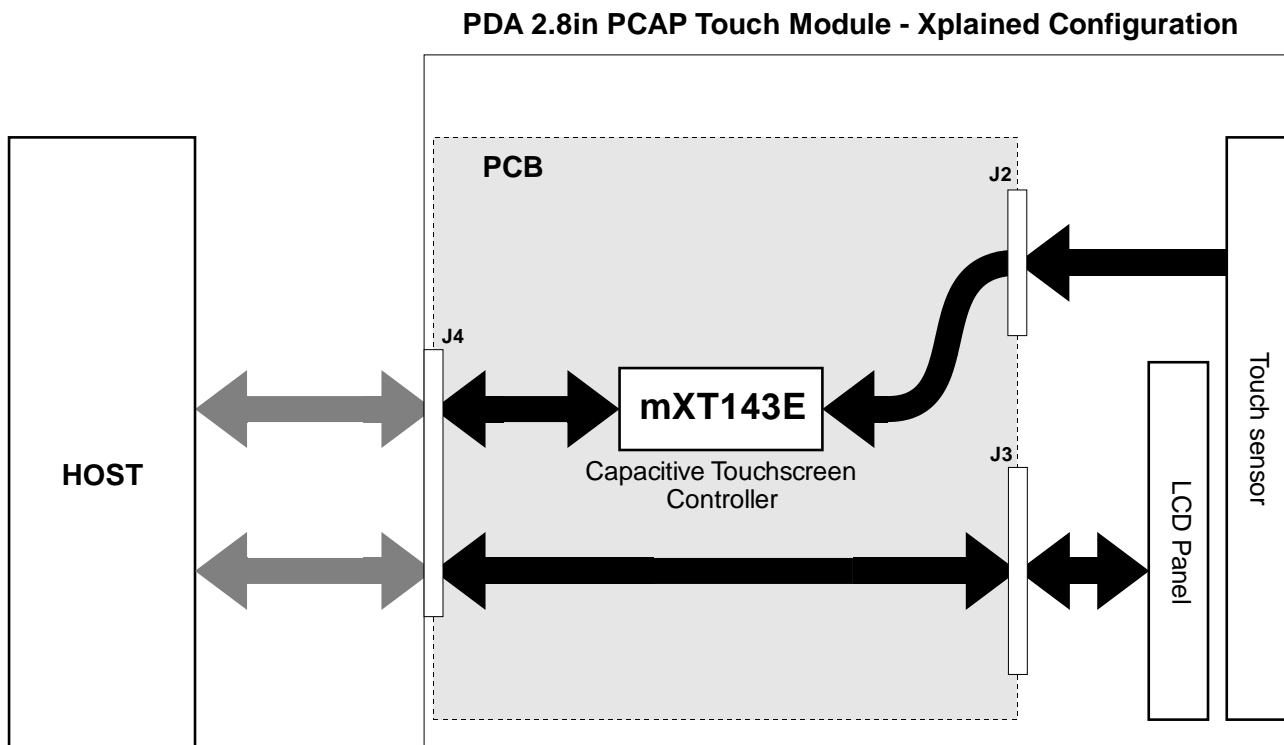 PDA 2.8in PCAP Touch Module - Xplained Configuration
PCB
J2
J4
mXT143E
Capacitive Touchscreen
Controller
HOST
J3
LCD Panel
Touch sensor